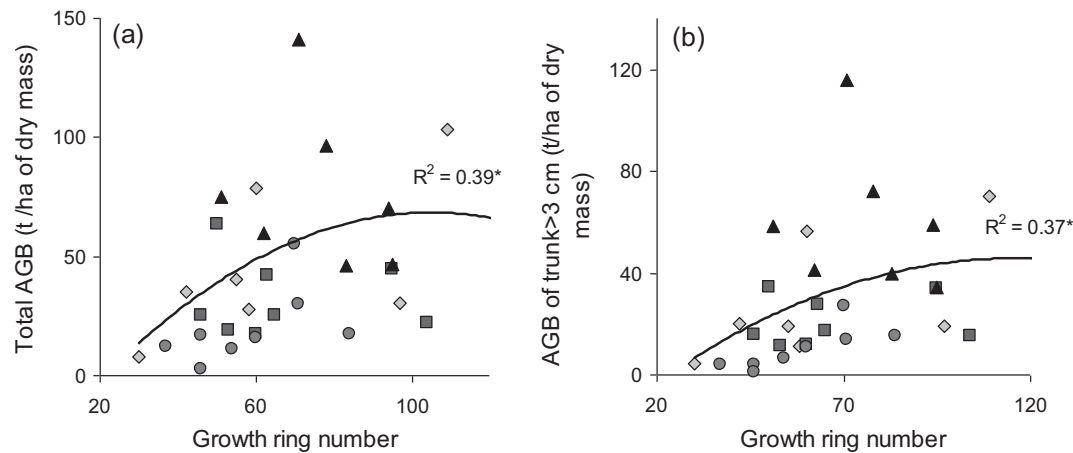 (a)
Total AGB (t /ha of dry mass)
150
100
50
0
R² = 0.39*
20
60
100
Growth ring number
(b)
AGB of trunk>3 cm (t/ha of dry
mass)
120
80
40
0
R² = 0.37*
20
70
120
Growth ring number